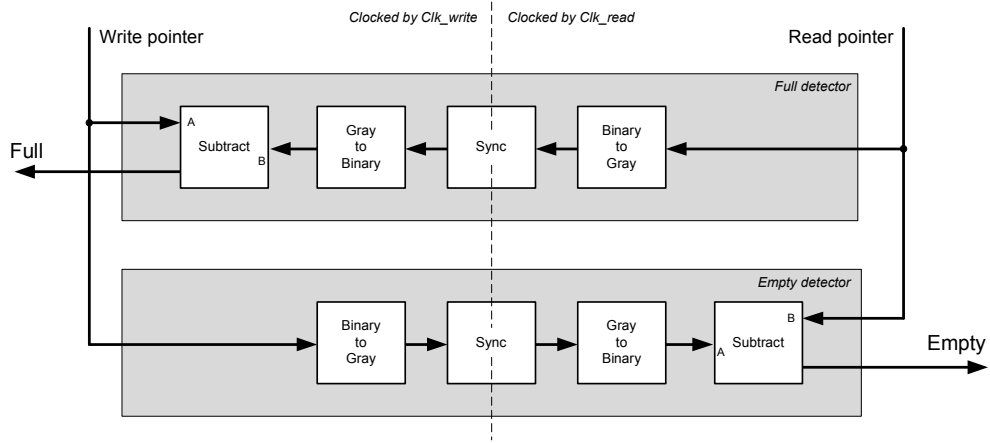 Clocked by Clk_write
Clocked by Clk_read
Write pointer
Read pointer
Full detector
A
Subtract
B
Gray
to
Binary
Sync
Binary
to
Gray
Full
Empty detector
Binary
to
Gray
Sync
Gray
to
Binary
B
A
Subtract
Empty